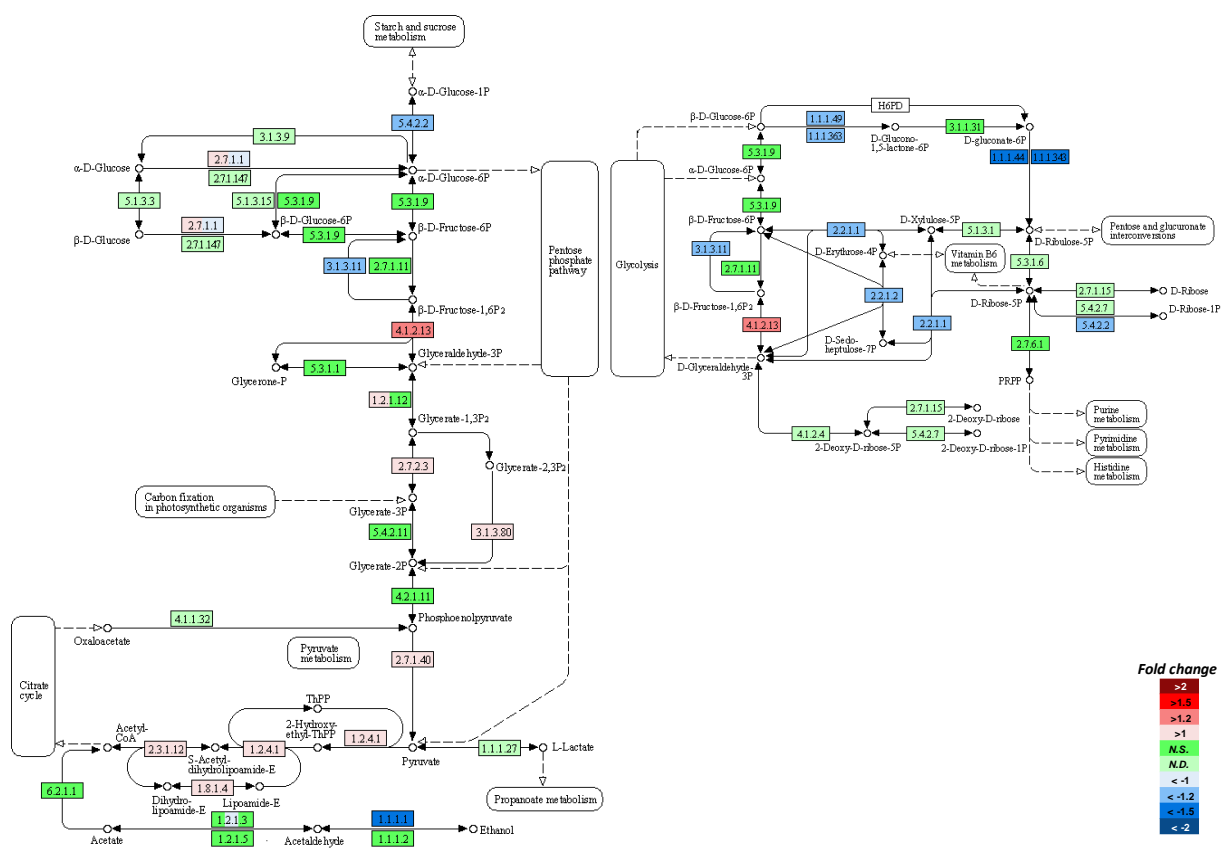 Starch and sucrose
metabolism
α-D-Glucose-1P
5.4.2.2
3.1.3.9
α-D-Glucose
2.7.1.1
2.7.1.147
α-D-Glucose-6P
5.1.3.3
5.1.3.15
5.3.1.9
5.3.1.9
β-D-Glucose
2.7.1.1
2.7.1.147
β-D-Glucose-6P
5.3.1.9
β-D-Fructose-6P
3.1.3.11
2.7.1.11
β-D-Fructose-1,6P2
4.1.2.13
Glyceraldehyde-3P
Glycerone-P
5.3.1.1
1.2.1.12
Glycerate-1,3P2
2.7.2.3
Glycerate-2,3P2
Carbon fixation
in photosynthetic organisms
Glycerate-3P
5.4.2.11
3.1.3.80
Glycerate-2P
4.2.1.11
4.1.1.32
Oxaloacetate
Phosphoenolpyruvate
Pyruvate
metabolism
2.7.1.40
Citrate
cycle
Pentose
phosphate
pathway
ThPP
Acetyl-
CoA
2-Hydroxy-
ethyl-ThPP
2.3.1.12
1.2.4.1
1.2.4.1
Pyruvate
1.1.1.27
L-Lactate
S-Acetyl-
dihydrolipoamide-E
6.2.1.1
1.8.1.4
Dihydro-
lipoamide-E
Lipoamide-E
Propanoate metabolism
1.2.1.3
1.2.1.5
1.1.1.1
1.1.1.2
Acetate
Acetaldehyde
Ethanol
Glycolysis
β-D-Glucose-6P
H6PD
1.1.1.49
1.1.1.363
D-Glucono-
1,5-lactone-6P
3.1.1.31
D-gluconate-6P
5.3.1.9
α-D-Glucose-6P
5.3.1.9
1.1.1.44
1.1.1.343
β-D-Fructose-6P
2.2.1.1
D-Xylulose-5P
5.1.3.1
D-Ribulose-5P
Pentose and glucuronate
interconversions
3.1.3.11
2.7.1.11
D-Erythrose-4P
Vitamin B6
metabolism
5.3.1.6
β-D-Fructose-1,6P2
2.2.1.2
2.2.1.1
D-Ribose-5P
2.7.1.15
D-Ribose
5.4.2.7
5.4.2.2
D-Ribose-1P
4.1.2.13
D-Sedo-
heptulose-7P
2.7.6.1
D-Glyceraldehyde-
3P
PRPP
4.1.2.4
2-Deoxy-D-ribose-5P
2.7.1.15
2-Deoxy-D-ribose
5.4.2.7
2-Deoxy-D-ribose-1P
Purine
metabolism
Pyrimidine
metabolism
Histidine
metabolism
Fold change
>2
>1.5
>1.2
>1
N.S.
N.D.
< -1
< -1.2
< -1.5
< -2